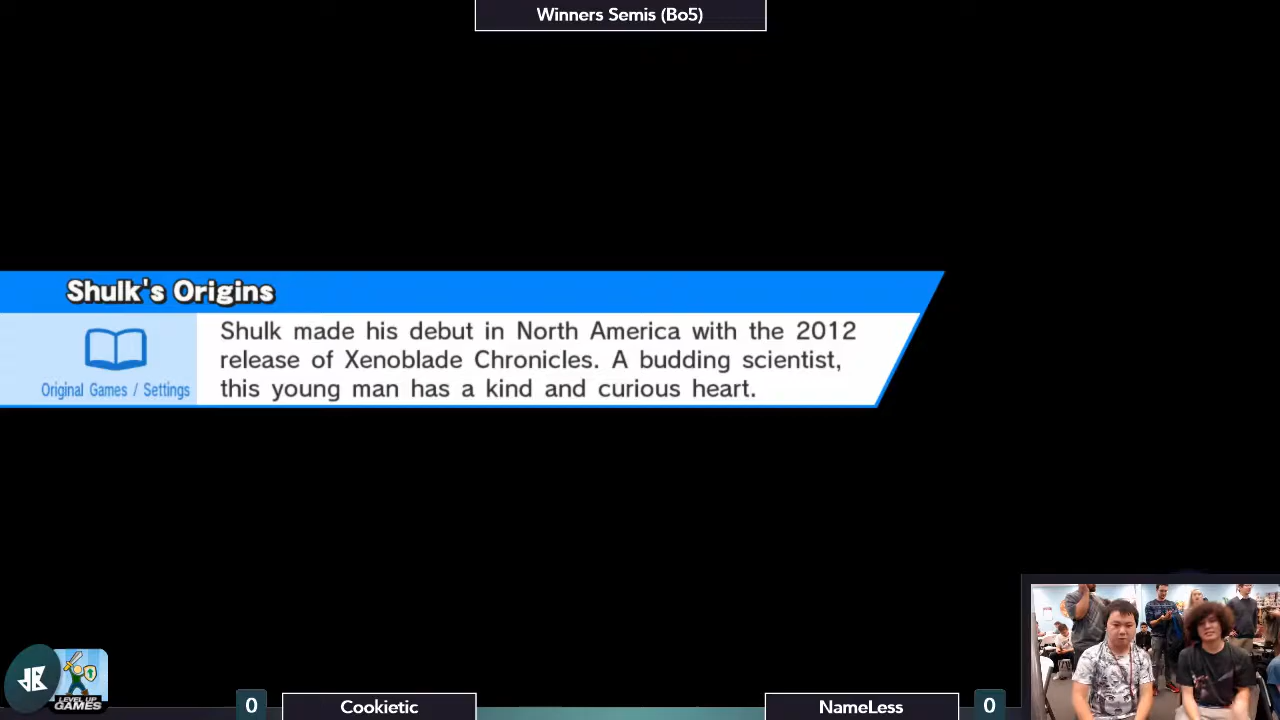 Winners Semis (Bo5)
Shulk's Origins
Shulk made his debut in North America with the 2012
release of Xenoblade Chronicles. A budding scientist,
this young man has a kind and curious heart.
Original Games / Settings
LEVEL UP
GAMES
0
Cookietic
NameLess
0